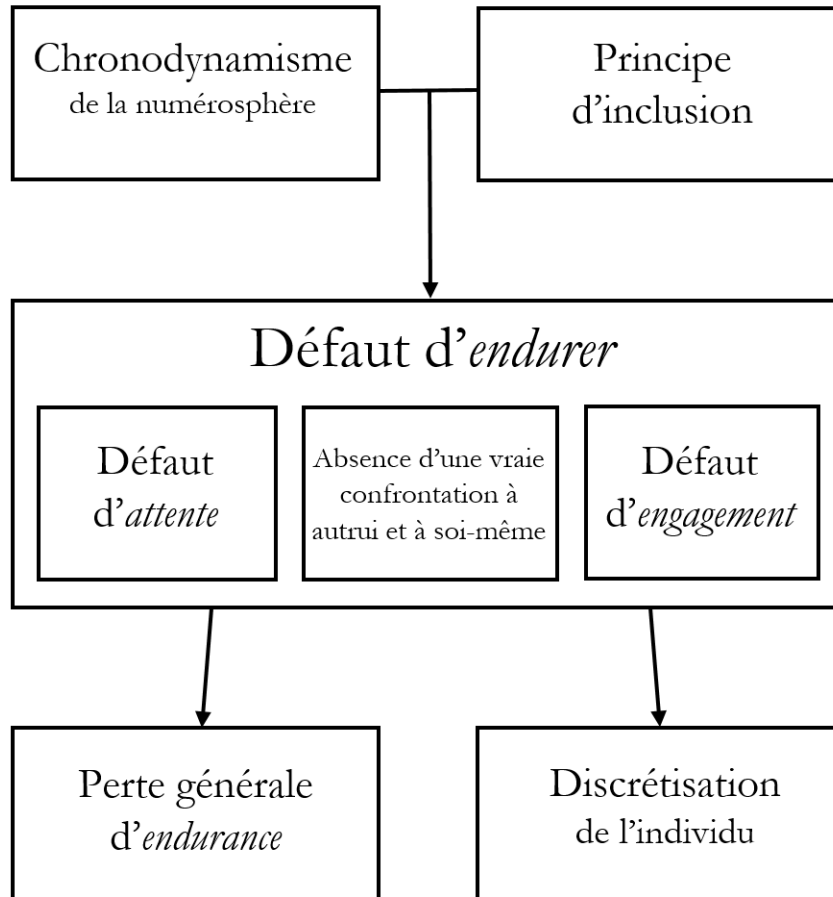 Chronodynamisme
de la numérosphère
Principe
d’inclusion
Défaut d’endurer
Défaut
d’attente
Absence d’une vraie
confrontation à
autrui et à soi-même
Défaut
d’engagement
Perte générale
d’endurance
Discrétisation
de l’individu